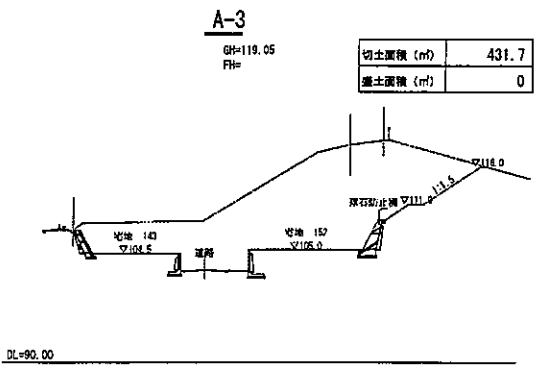 A-3
GH=119.05
FH=
切土面積 (㎡) 431.7
盛土面積 (㎡) 0
▽116.0
1:1.5
落石防止柵 ▽111.0
宅地 143
▽104.5
道路
宅地 152
▽105.0
DL=90.00